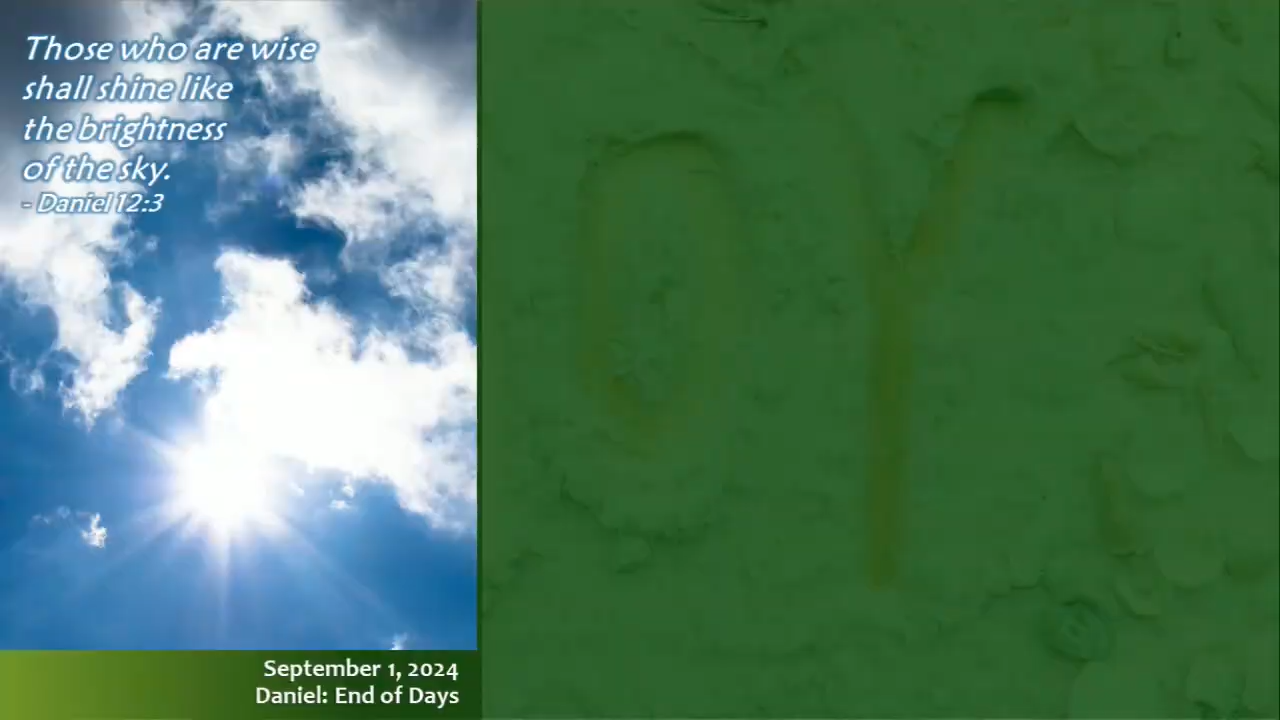 Those who are wise
shall shine like
the brightness
of the sky.
- Daniel 12:3
September 1, 2024
Daniel: End of Days